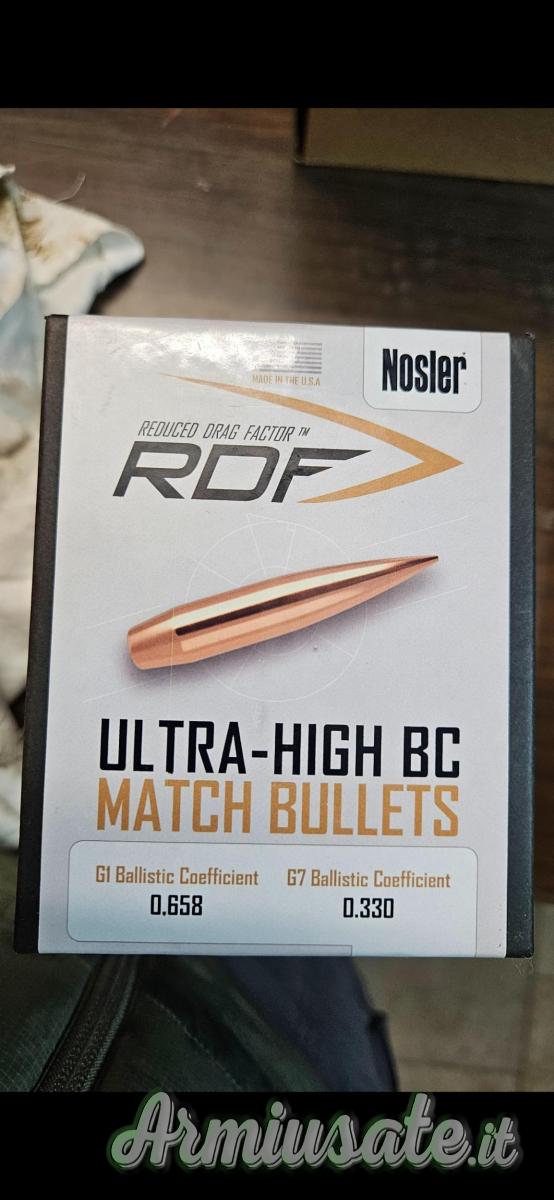 Nosler
MADE IN THE U.S.A
REDUCED DRAG FACTOR™
RDF
ULTRA-HIGH BC
MATCH BULLETS
G1 Ballistic Coefficient
0.658
G7 Ballistic Coefficient
0.330
Armiusate.it